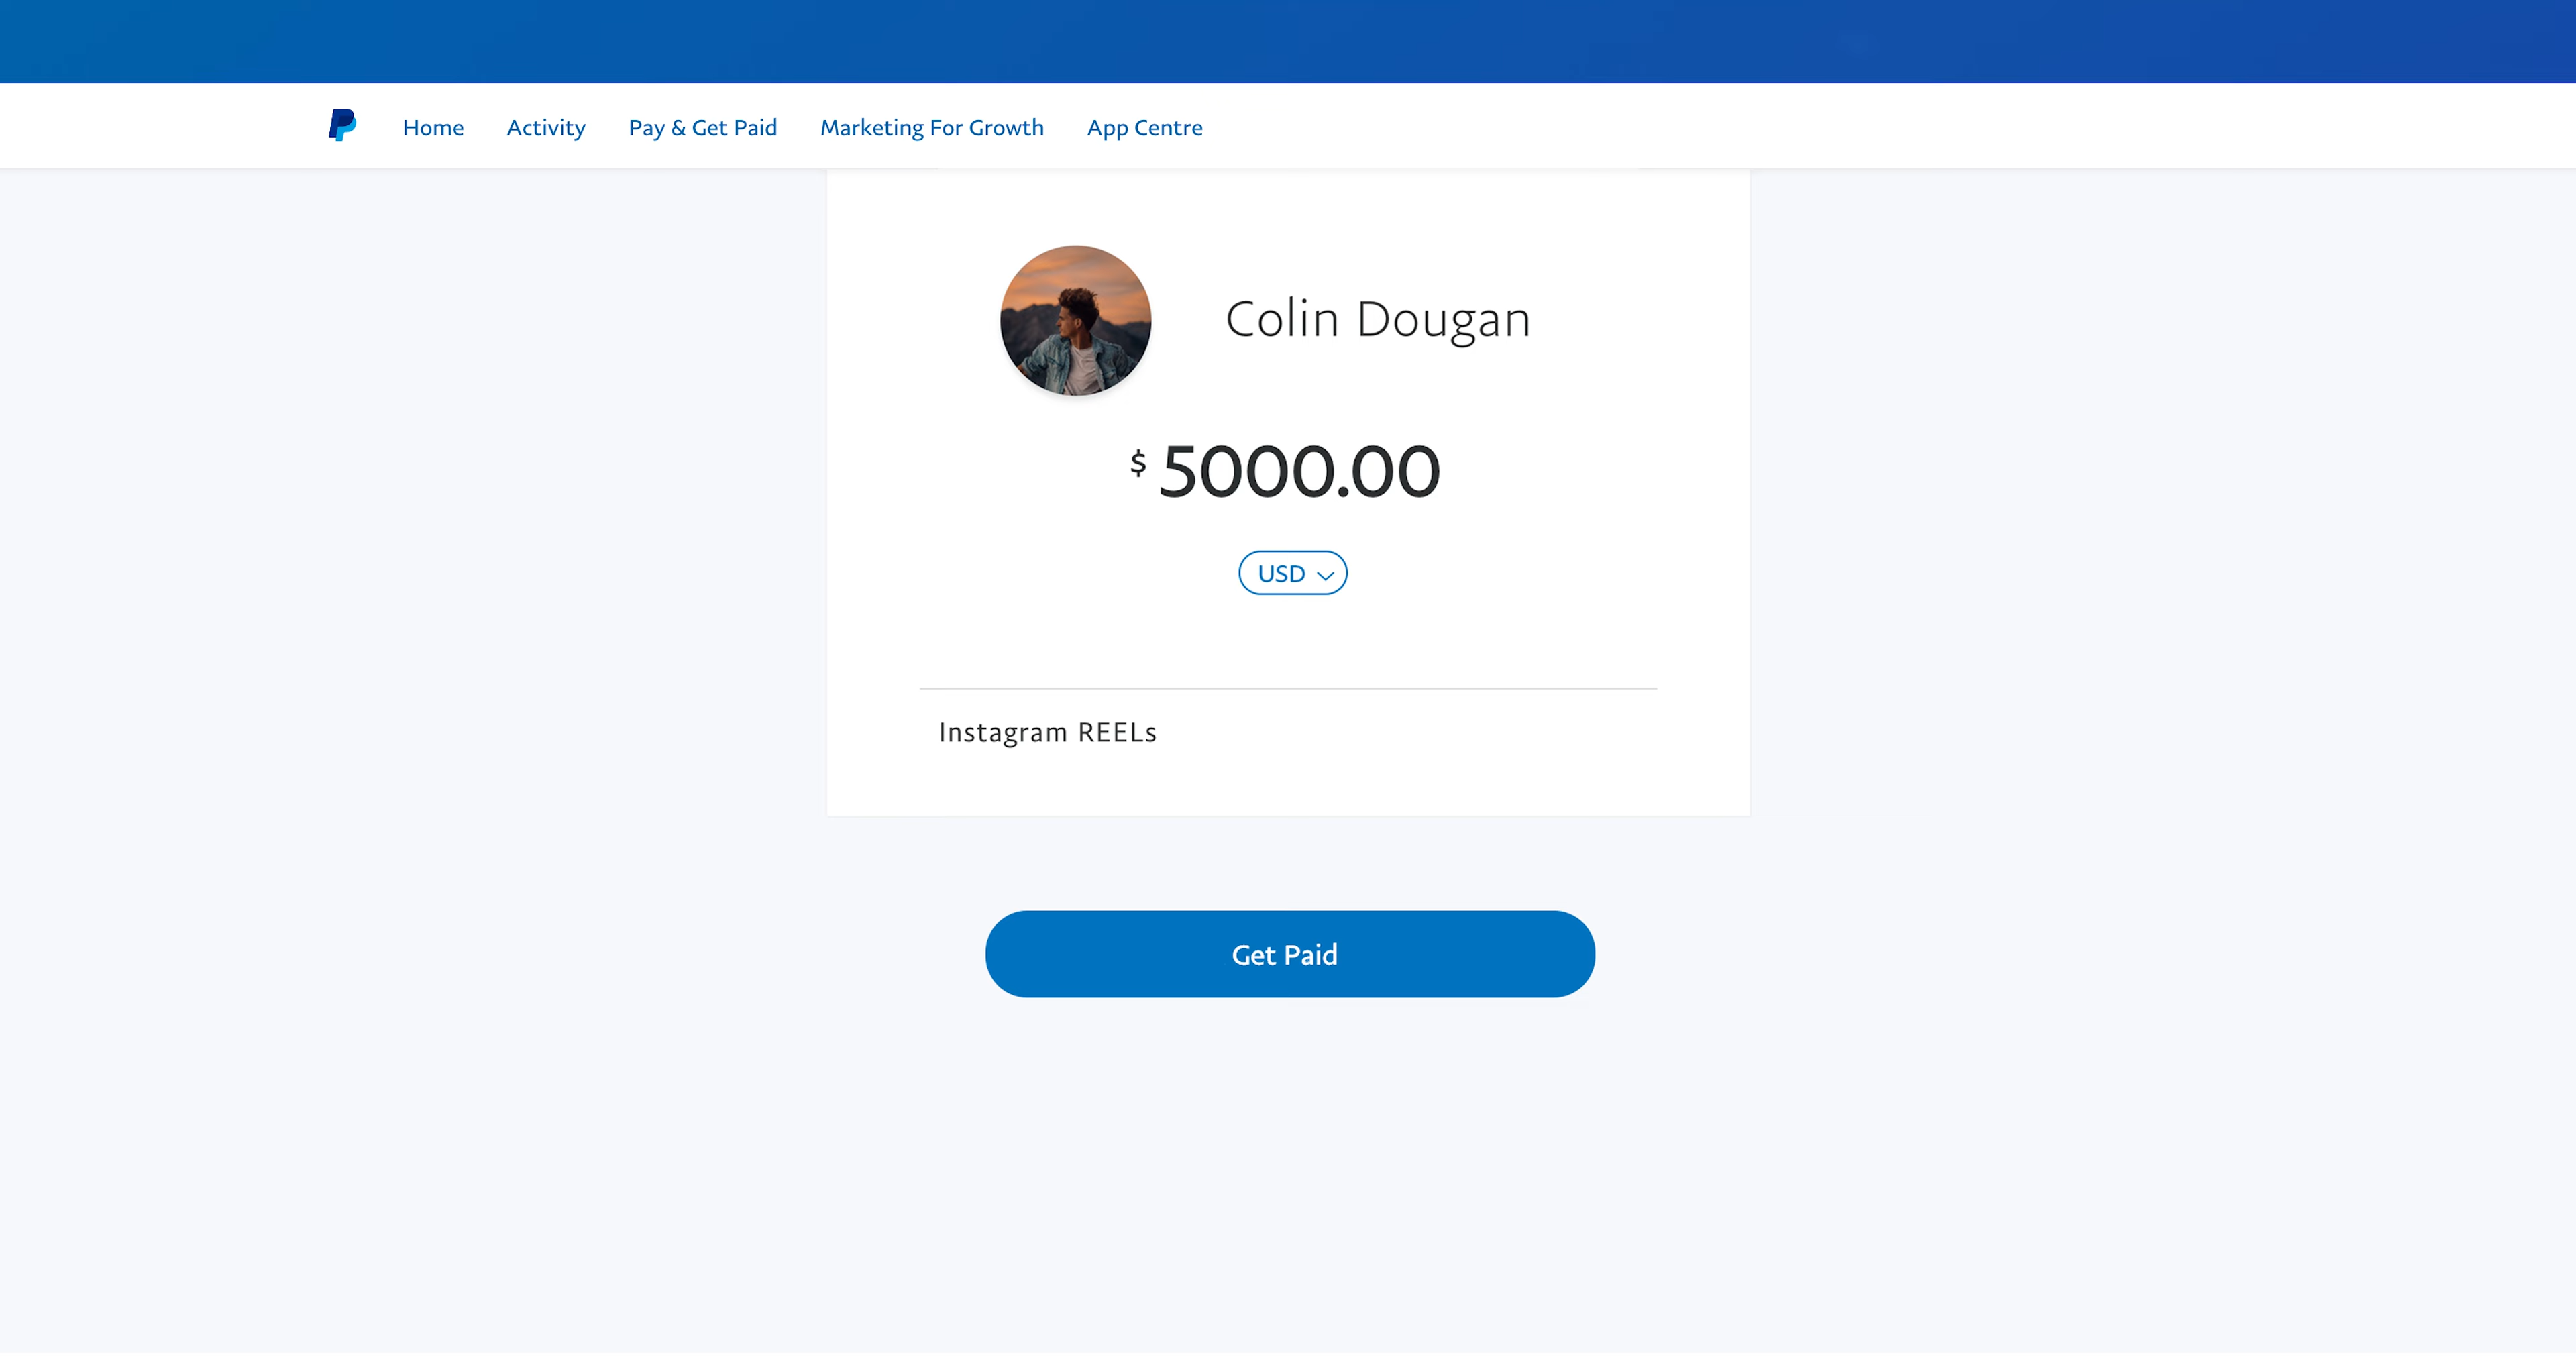 Home Activity Pay & Get Paid Marketing For Growth App Centre
Colin Dougan
$ 5000.00
USD
Instagram REELs
Get Paid